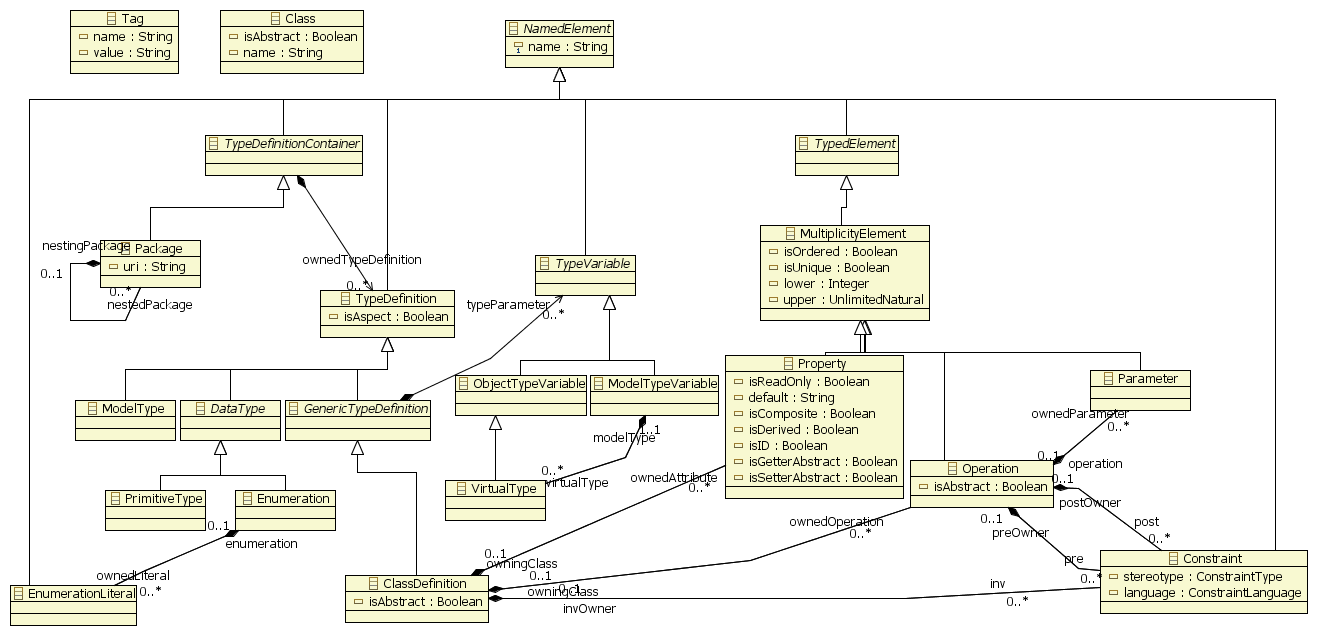 Tag
name : String
value : String
Class
isAbstract : Boolean
name : String
NamedElement
name : String
TypeDefinitionContainer
TypedElement
nestingPackage
0..1
Package
uri : String
0..*
nestedPackage
ownedTypeDefinition
0..*
TypeDefinition
isAspect : Boolean
TypeVariable
typeParameter
0..*
MultiplicityElement
isOrdered : Boolean
isUnique : Boolean
lower : Integer
upper : UnlimitedNatural
ModelType
DataType
GenericTypeDefinition
ObjectTypeVariable
ModelTypeVariable
1..1
modelType
0..*
virtualType
VirtualType
Property
isReadOnly : Boolean
default : String
isComposite : Boolean
isDerived : Boolean
isID : Boolean
isGetterAbstract : Boolean
isSetterAbstract : Boolean
Parameter
ownedParameter
0..*
0..1
operation
Operation
isAbstract : Boolean
0..1
postOwner
0..1
preOwner
post
0..*
pre
0..*
PrimitiveType
Enumeration
0..1
enumeration
ownedLiteral
0..*
EnumerationLiteral
ownedAttribute
0..*
ownedOperation
0..*
0..1
owningClass
0..1
owningClass
0..1
invOwner
ClassDefinition
isAbstract : Boolean
inv
0..*
Constraint
stereotype : ConstraintType
language : ConstraintLanguage